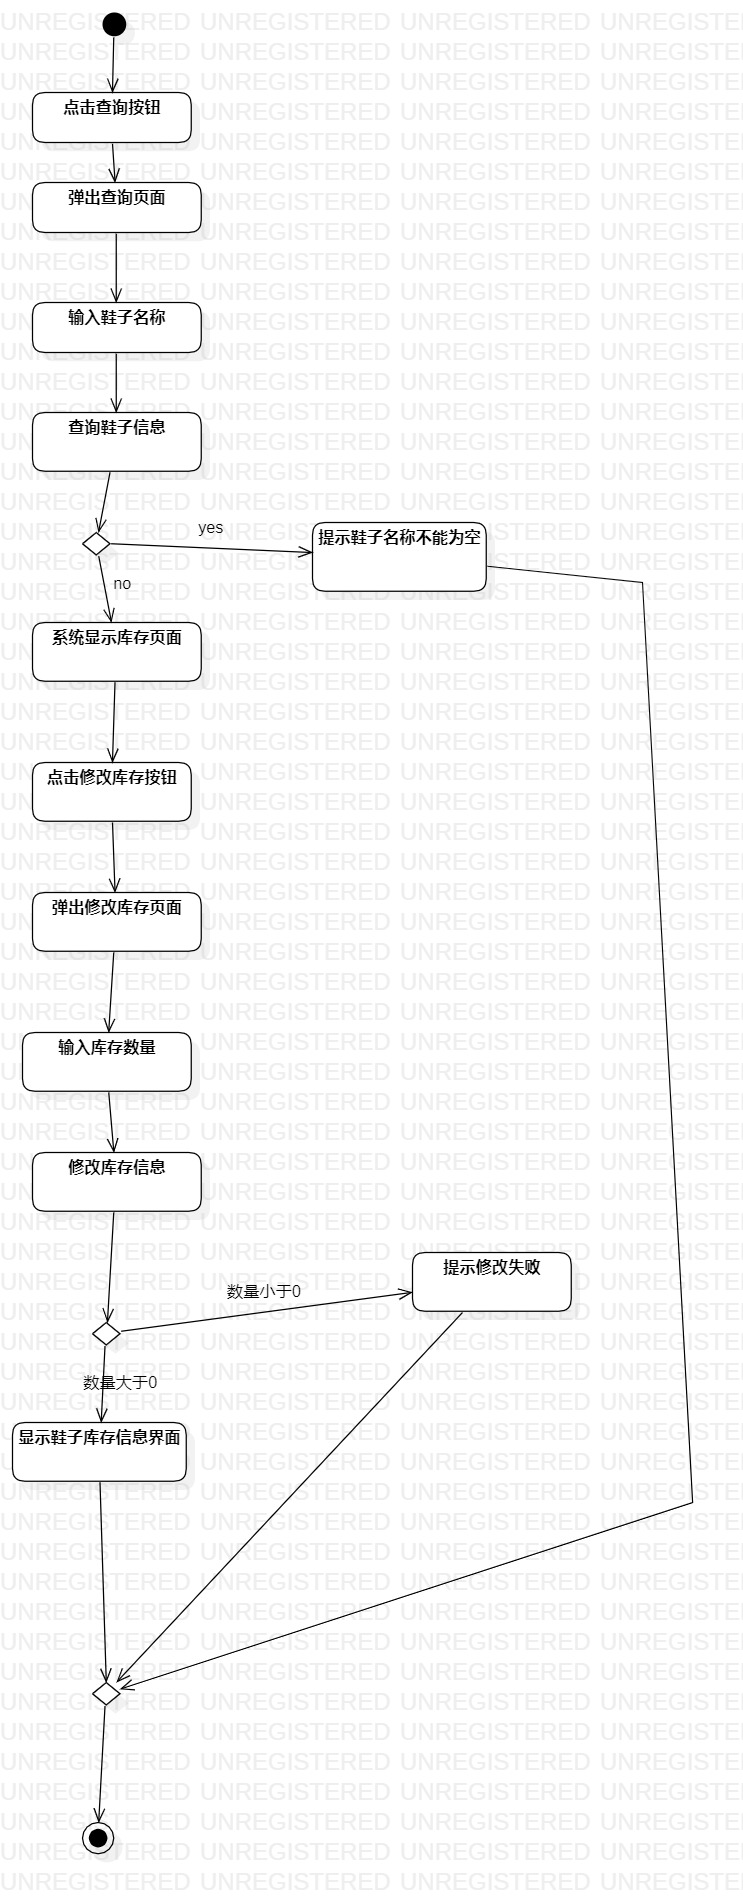 点击查询按钮
弹出查询页面
输入鞋子名称
查询鞋子信息
yes
提示鞋子名称不能为空
no
系统显示库存页面
点击修改库存按钮
弹出修改库存页面
输入库存数量
修改库存信息
提示修改失败
数量小于0
数量大于0
显示鞋子库存信息界面
UNREGISTERED